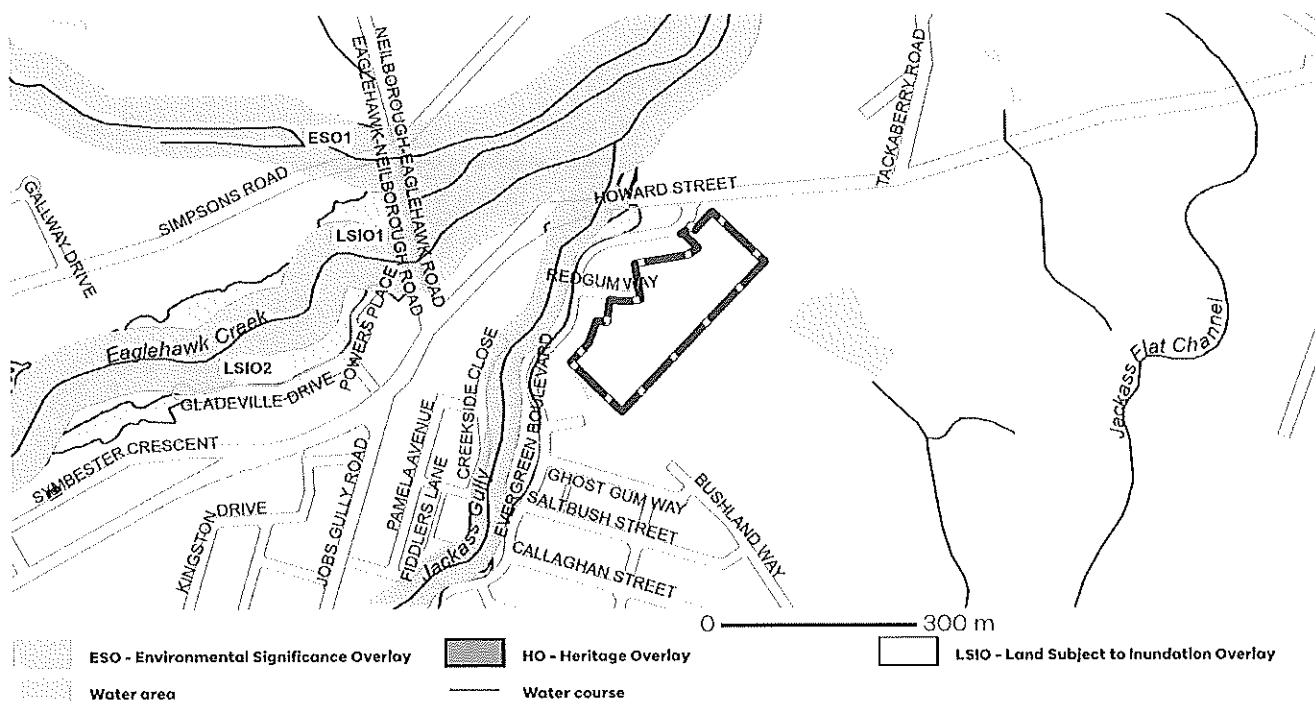 NEILBOROUGH-EAGLEHAWK ROAD
EAGLEHAWK-NEILBOROUGH ROAD
TACKABERRY ROAD
ESO1
GALLWAY DRIVE
SIMPSONS ROAD
HOWARD STREET
LSIO1
REDGUM WAY
Eaglehawk Creek
POWERS PLACE
LSIO2
GLADEVILLE DRIVE
CREEKSIDE CLOSE
EVERGREEN BOULEVARD
Jackass Flat Channel
SYMBESTER CRESCENT
PAMELA AVENUE
FIDDLERS LANE
JOBS GULLY ROAD
KINGSTON DRIVE
Jackass Gully
GHOST GUM WAY
SALTBUSH STREET
BUSHLAND WAY
CALLAGHAN STREET
0 300 m
ESO - Environmental Significance Overlay
HO - Heritage Overlay
LSIO - Land Subject to Inundation Overlay
Water area
Water course